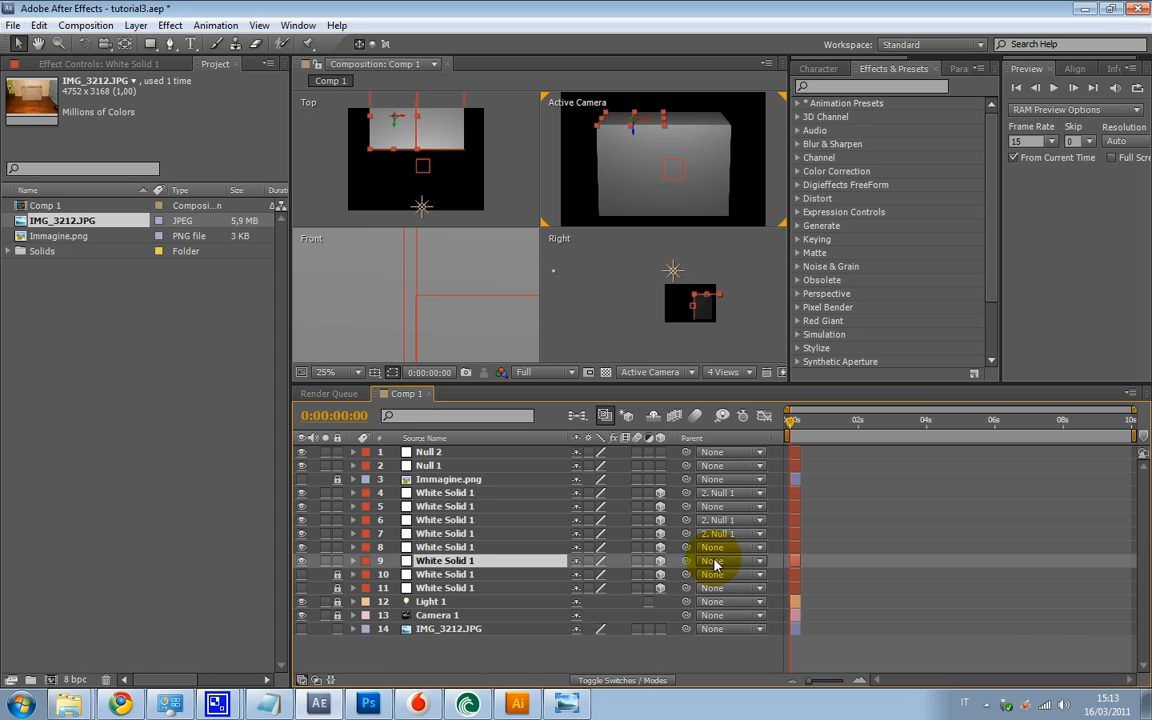 Adobe After Effects - tutorial3.aep *
File Edit Composition Layer Effect Animation View Window Help
Workspace: Standard Search Help
Effect Controls: White Solid 1 Project
IMG_3212.JPG ▾ , used 1 time
4752 x 3168 (1,00)
Millions of Colors
Name Type Size Durati
Comp 1 Composi...n
IMG_3212.JPG JPEG 5,9 MB
Immagine.png PNG file 3 KB
Solids Folder
8 bpc
Composition: Comp 1
Comp 1
Top
Active Camera
Front
Right
25% 0:00:00:00 Full Active Camera 4 Views
Character Effects & Presets Para
* Animation Presets
3D Channel
Audio
Blur & Sharpen
Channel
Color Correction
Digieffects FreeForm
Distort
Expression Controls
Generate
Keying
Matte
Noise & Grain
Obsolete
Perspective
Pixel Bender
Red Giant
Simulation
Stylize
Synthetic Aperture
Preview Align Inf
RAM Preview Options
Frame Rate Skip Resolution
15 0 Auto
From Current Time Full Scre
Render Queue Comp 1
0:00:00:00
# Source Name fx Parent
02s 04s 06s 08s 10s
1 Null 2 None
2 Null 1 None
3 Immagine.png None
4 White Solid 1 2. Null 1
5 White Solid 1 None
6 White Solid 1 2. Null 1
7 White Solid 1 2. Null 1
8 White Solid 1 None
9 White Solid 1 None
10 White Solid 1 None
11 White Solid 1 None
12 Light 1 None
13 Camera 1 None
14 IMG_3212.JPG None
Toggle Switches / Modes
Ae Ps Ai
IT
15:13
16/03/2011